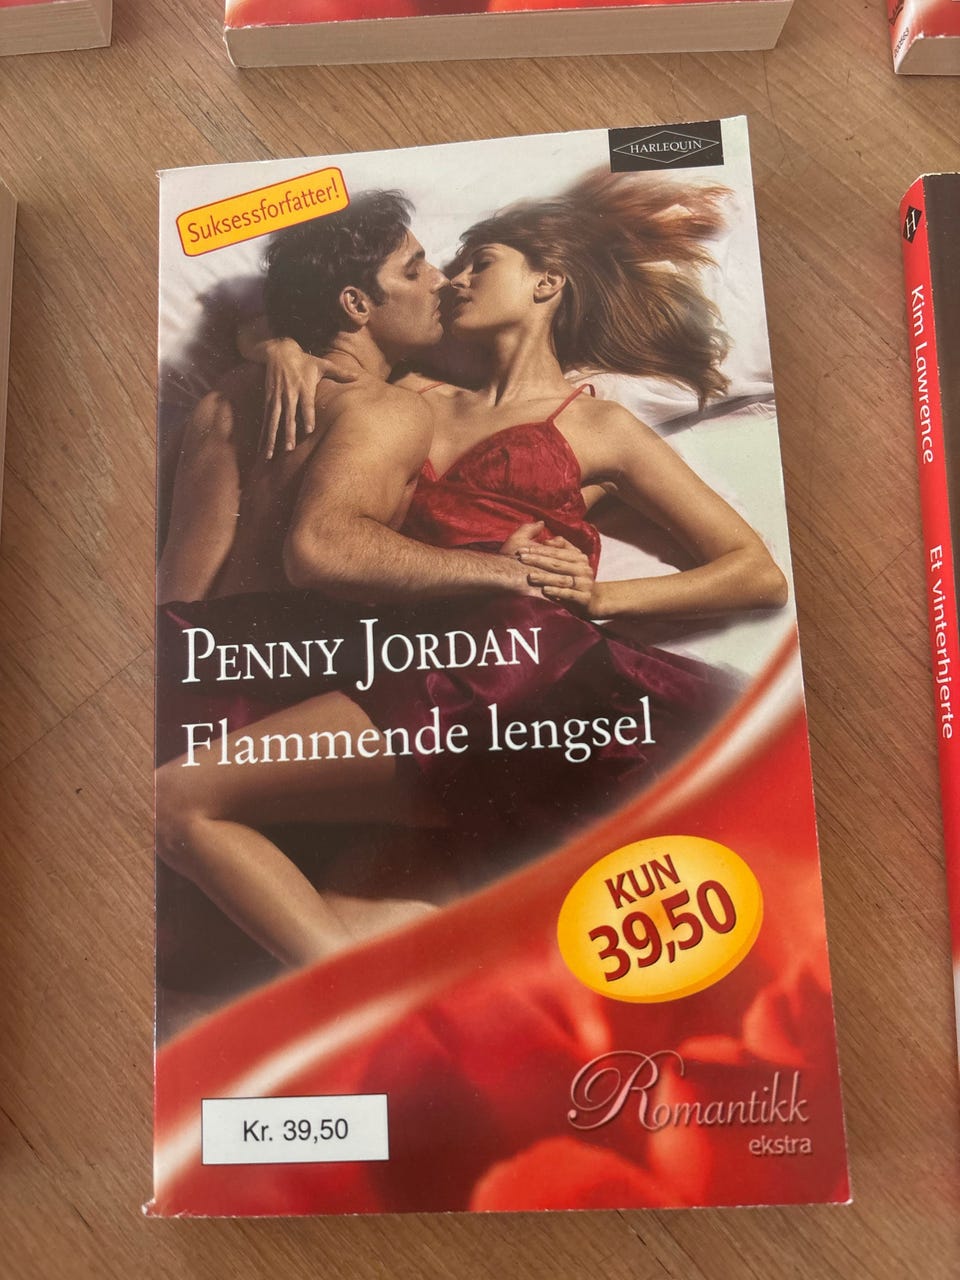 HARLEQUIN
Suksessforfatter!
PENNY JORDAN
Flammende lengsel
KUN
39,50
Romantikk
ekstra
Kr. 39,50
H
Kim Lawrence
Et vinterhjerte